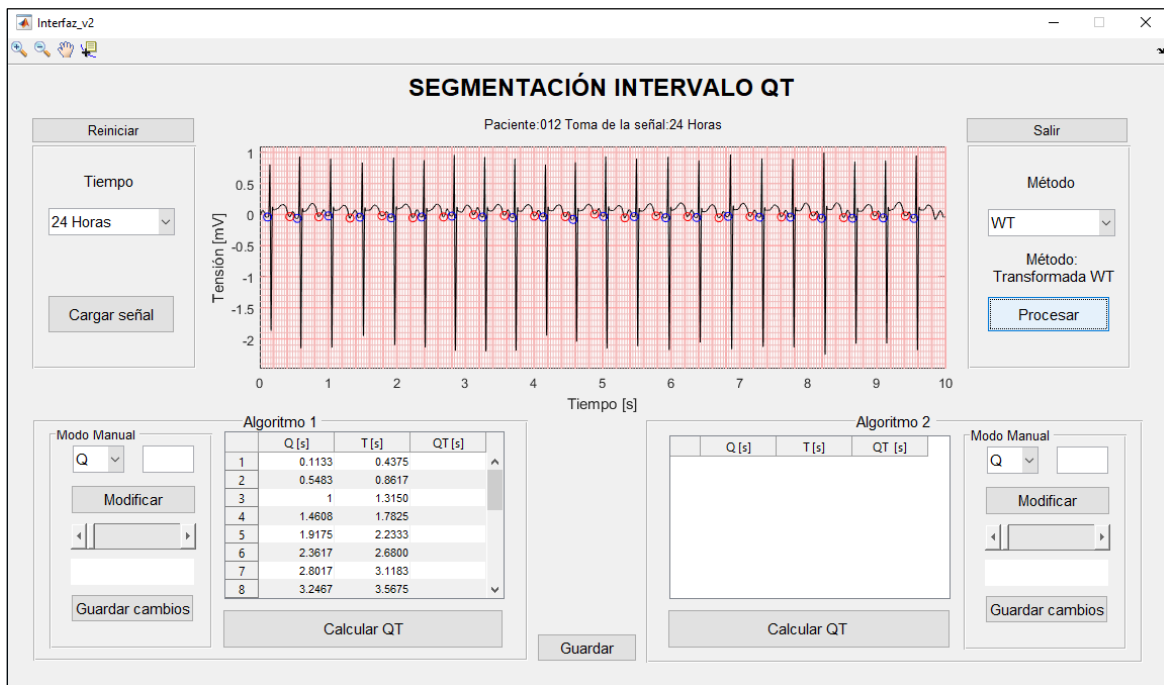 Interfaz_v2
SEGMENTACIÓN INTERVALO QT
Reiniciar
Tiempo
24 Horas
Cargar señal
Paciente:012 Toma de la señal:24 Horas
Tensión [mV]
1
0.5
0
-0.5
-1
-1.5
-2
0 1 2 3 4 5 6 7 8 9 10
Tiempo [s]
Salir
Método
WT
Método:
Transformada WT
Procesar
Algoritmo 1
Modo Manual
Q
Modificar
Guardar cambios
Q [s] T [s] QT [s]
1 0.1133 0.4375
2 0.5483 0.8617
3 1 1.3150
4 1.4608 1.7825
5 1.9175 2.2333
6 2.3617 2.6800
7 2.8017 3.1183
8 3.2467 3.5675
Calcular QT
Guardar
Algoritmo 2
Q [s] T [s] QT [s]
Calcular QT
Modo Manual
Q
Modificar
Guardar cambios